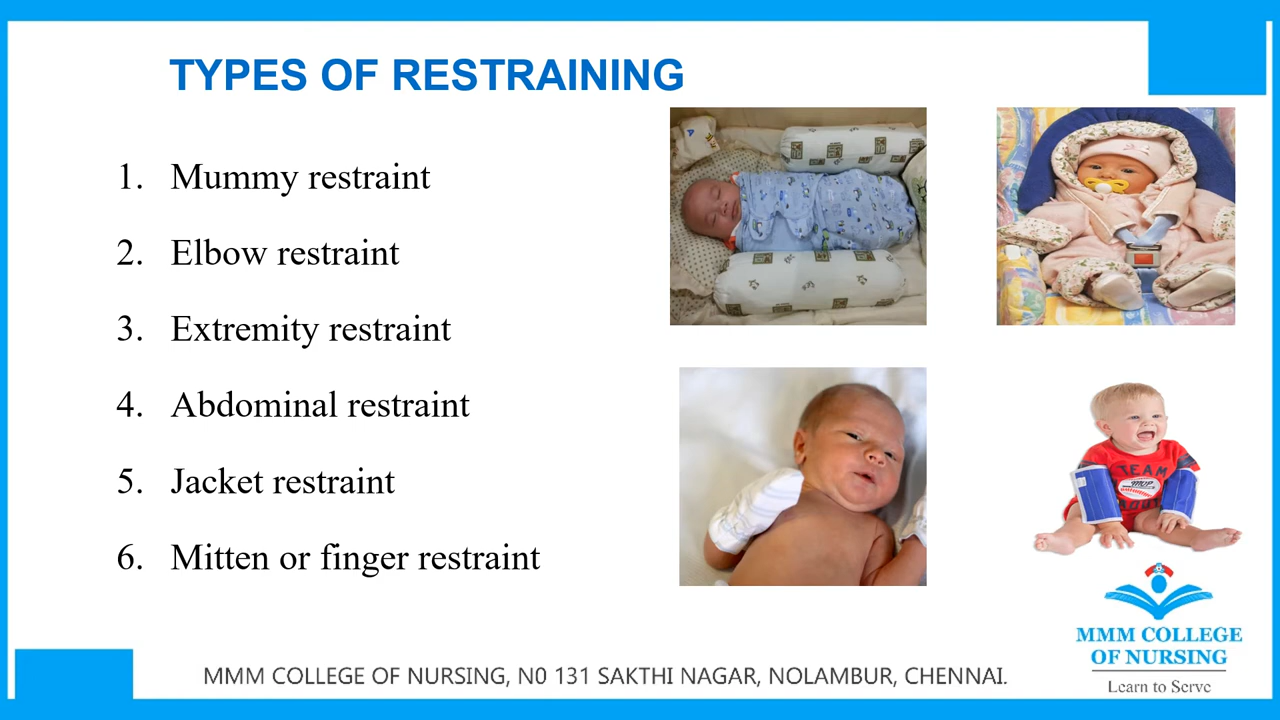 TYPES OF RESTRAINING
1. Mummy restraint
2. Elbow restraint
3. Extremity restraint
4. Abdominal restraint
5. Jacket restraint
6. Mitten or finger restraint
TEAM
MMM COLLEGE
OF NURSING
Learn to Serve
MMM COLLEGE OF NURSING, N0 131 SAKTHI NAGAR, NOLAMBUR, CHENNAI.